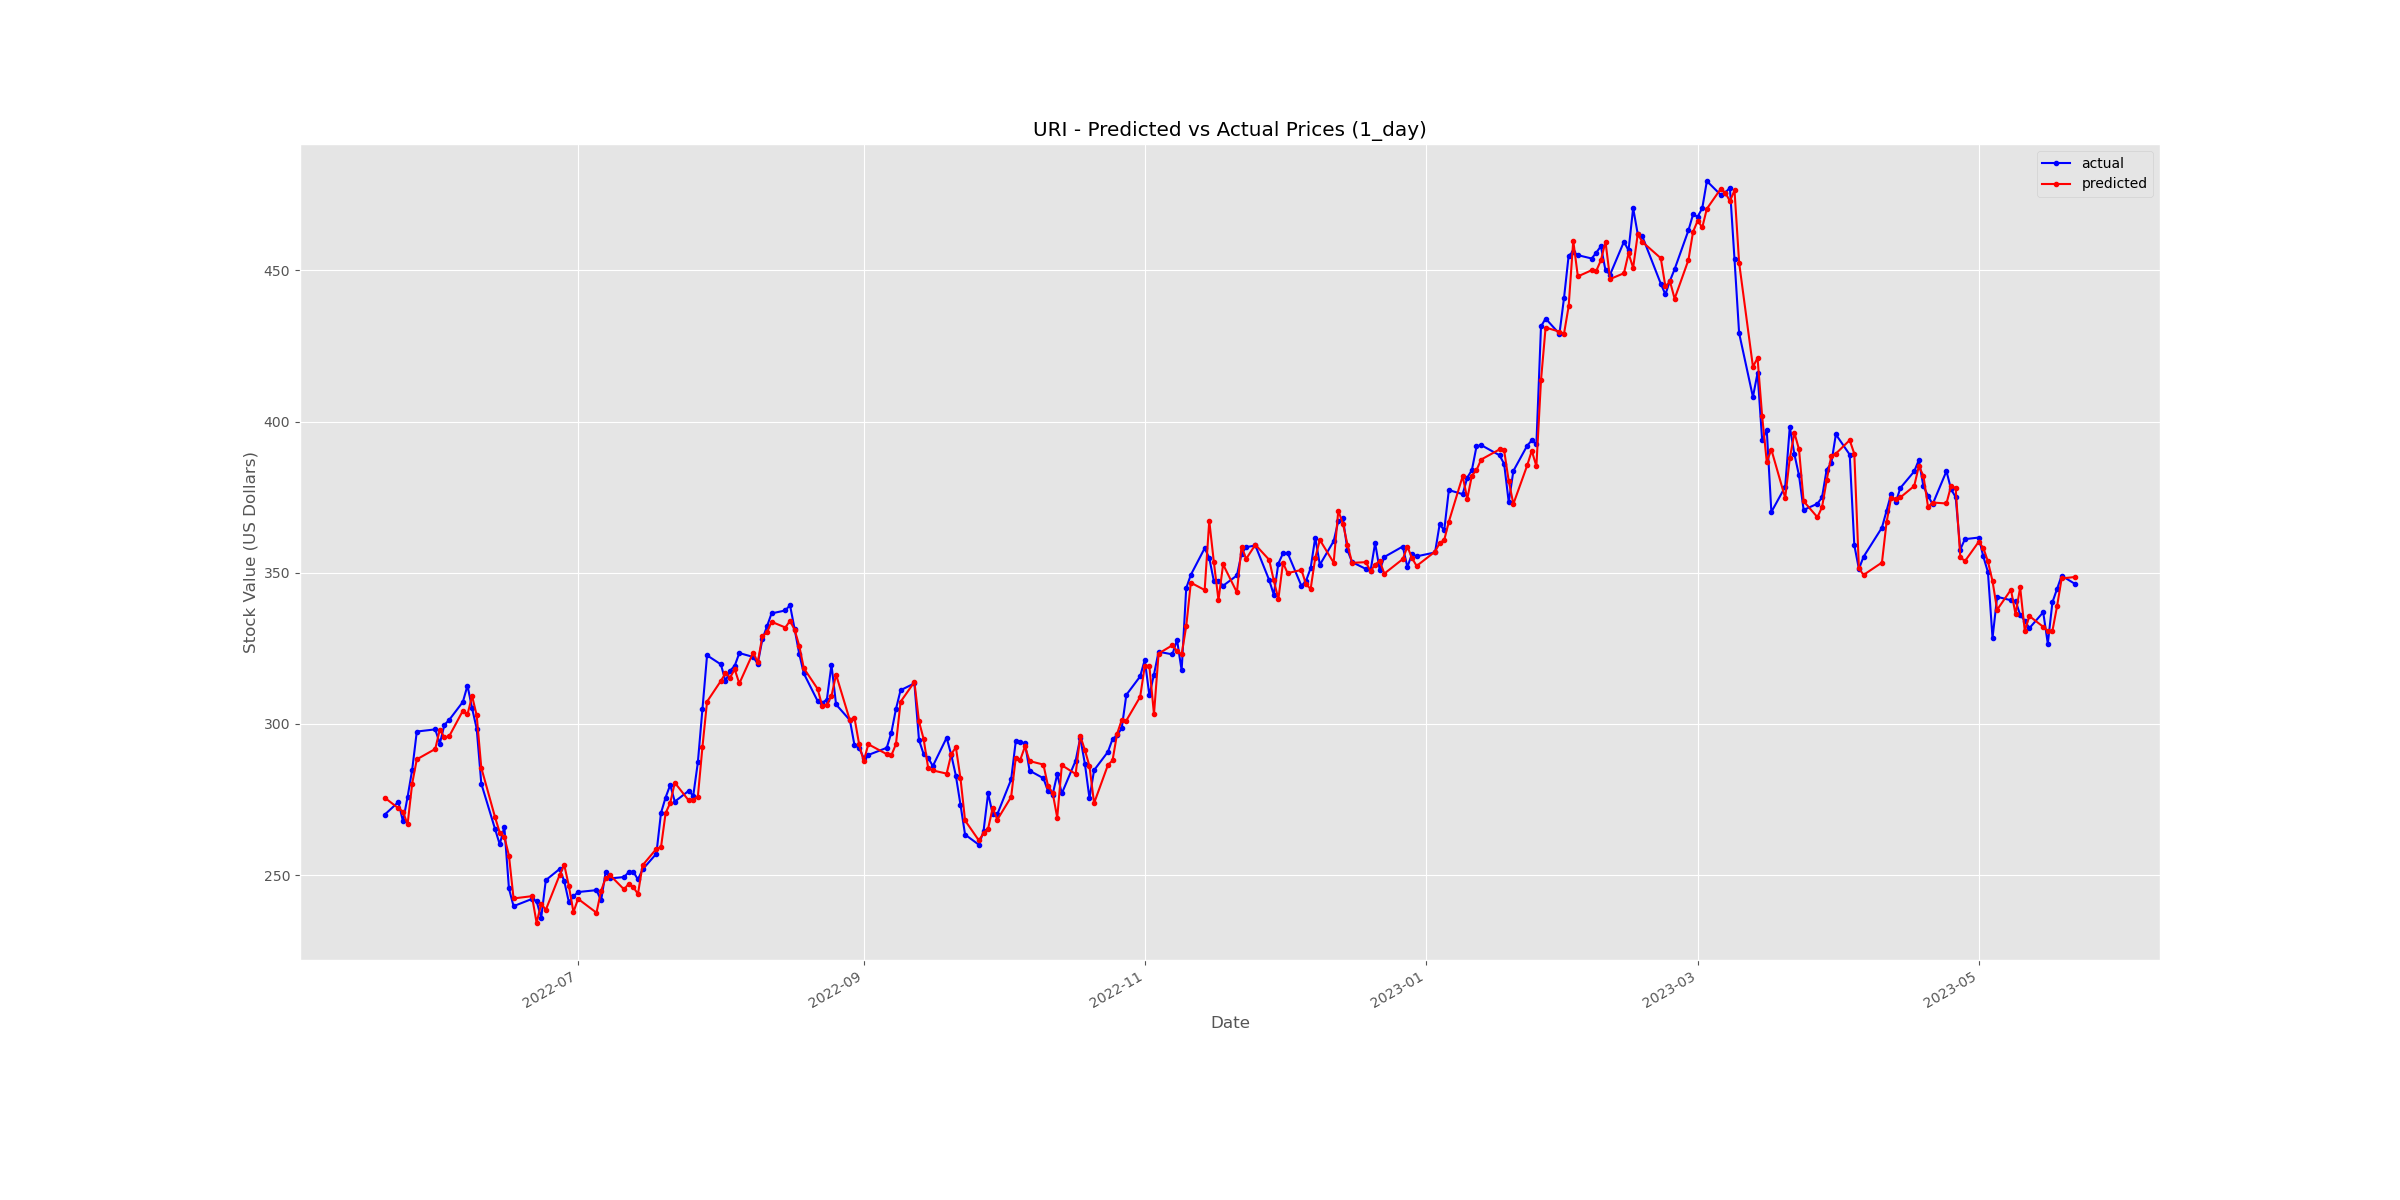 URI - Predicted vs Actual Prices (1_day)
actual
predicted
Stock Value (US Dollars)
450
400
350
300
250
2022-07
2022-09
2022-11
2023-01
2023-03
2023-05
Date